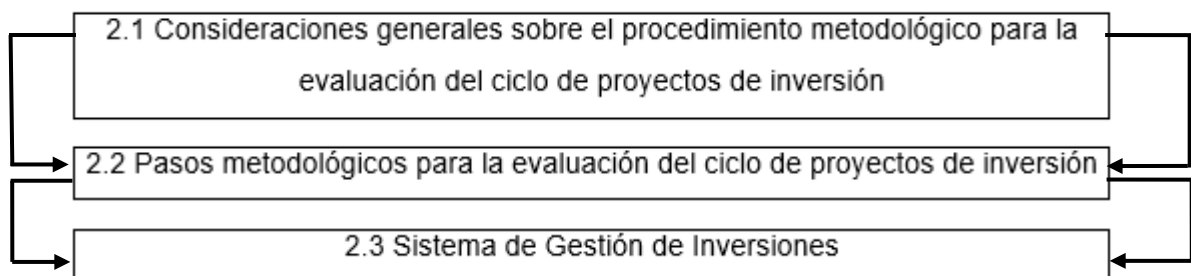 2.1 Consideraciones generales sobre el procedimiento metodológico para la
evaluación del ciclo de proyectos de inversión
2.2 Pasos metodológicos para la evaluación del ciclo de proyectos de inversión
2.3 Sistema de Gestión de Inversiones